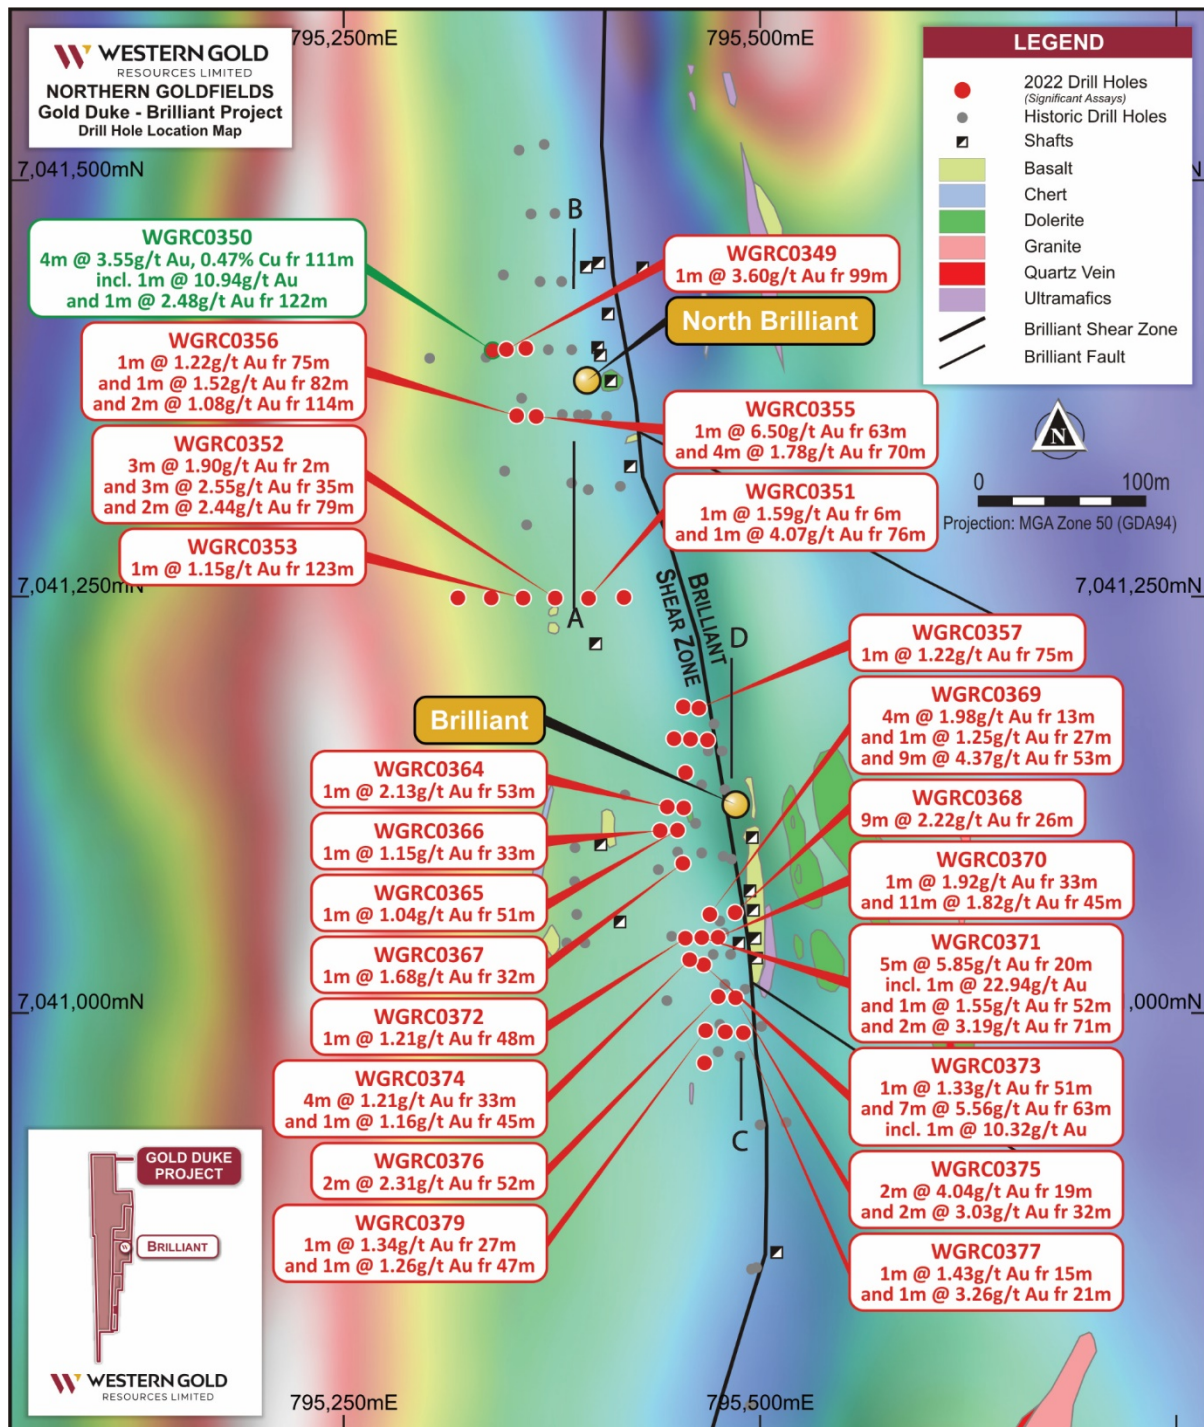 WESTERN GOLD
RESOURCES LIMITED
NORTHERN GOLDFIELDS
Gold Duke - Brilliant Project
Drill Hole Location Map
795,250mE
795,500mE
LEGEND
2022 Drill Holes
(Significant Assays)
Historic Drill Holes
Shafts
Basalt
Chert
Dolerite
Granite
Quartz Vein
Ultramafics
Brilliant Shear Zone
Brilliant Fault
7,041,500mN
N
B
WGRC0350
4m @ 3.55g/t Au, 0.47% Cu fr 111m
incl. 1m @ 10.94g/t Au
and 1m @ 2.48g/t Au fr 122m
WGRC0349
1m @ 3.60g/t Au fr 99m
North Brilliant
WGRC0356
1m @ 1.22g/t Au fr 75m
and 1m @ 1.52g/t Au fr 82m
and 2m @ 1.08g/t Au fr 114m
WGRC0355
1m @ 6.50g/t Au fr 63m
and 4m @ 1.78g/t Au fr 70m
N
0
100m
Projection: MGA Zone 50 (GDA94)
WGRC0352
3m @ 1.90g/t Au fr 2m
and 3m @ 2.55g/t Au fr 35m
and 2m @ 2.44g/t Au fr 79m
WGRC0351
1m @ 1.59g/t Au fr 6m
and 1m @ 4.07g/t Au fr 76m
WGRC0353
1m @ 1.15g/t Au fr 123m
7,041,250mN
7,041,250mN
A
BRILLIANT
SHEAR ZONE
D
WGRC0357
1m @ 1.22g/t Au fr 75m
Brilliant
WGRC0369
4m @ 1.98g/t Au fr 13m
and 1m @ 1.25g/t Au fr 27m
and 9m @ 4.37g/t Au fr 53m
WGRC0364
1m @ 2.13g/t Au fr 53m
WGRC0368
9m @ 2.22g/t Au fr 26m
WGRC0366
1m @ 1.15g/t Au fr 33m
WGRC0370
1m @ 1.92g/t Au fr 33m
and 11m @ 1.82g/t Au fr 45m
WGRC0365
1m @ 1.04g/t Au fr 51m
WGRC0367
1m @ 1.68g/t Au fr 32m
WGRC0371
5m @ 5.85g/t Au fr 20m
incl. 1m @ 22.94g/t Au
and 1m @ 1.55g/t Au fr 52m
and 2m @ 3.19g/t Au fr 71m
7,041,000mN
,000mN
WGRC0372
1m @ 1.21g/t Au fr 48m
WGRC0373
1m @ 1.33g/t Au fr 51m
and 7m @ 5.56g/t Au fr 63m
incl. 1m @ 10.32g/t Au
WGRC0374
4m @ 1.21g/t Au fr 33m
and 1m @ 1.16g/t Au fr 45m
C
WGRC0376
2m @ 2.31g/t Au fr 52m
WGRC0375
2m @ 4.04g/t Au fr 19m
and 2m @ 3.03g/t Au fr 32m
WGRC0379
1m @ 1.34g/t Au fr 27m
and 1m @ 1.26g/t Au fr 47m
WGRC0377
1m @ 1.43g/t Au fr 15m
and 1m @ 3.26g/t Au fr 21m
GOLD DUKE
PROJECT
W
BRILLIANT
WESTERN GOLD
RESOURCES LIMITED
795,250mE
795,500mE